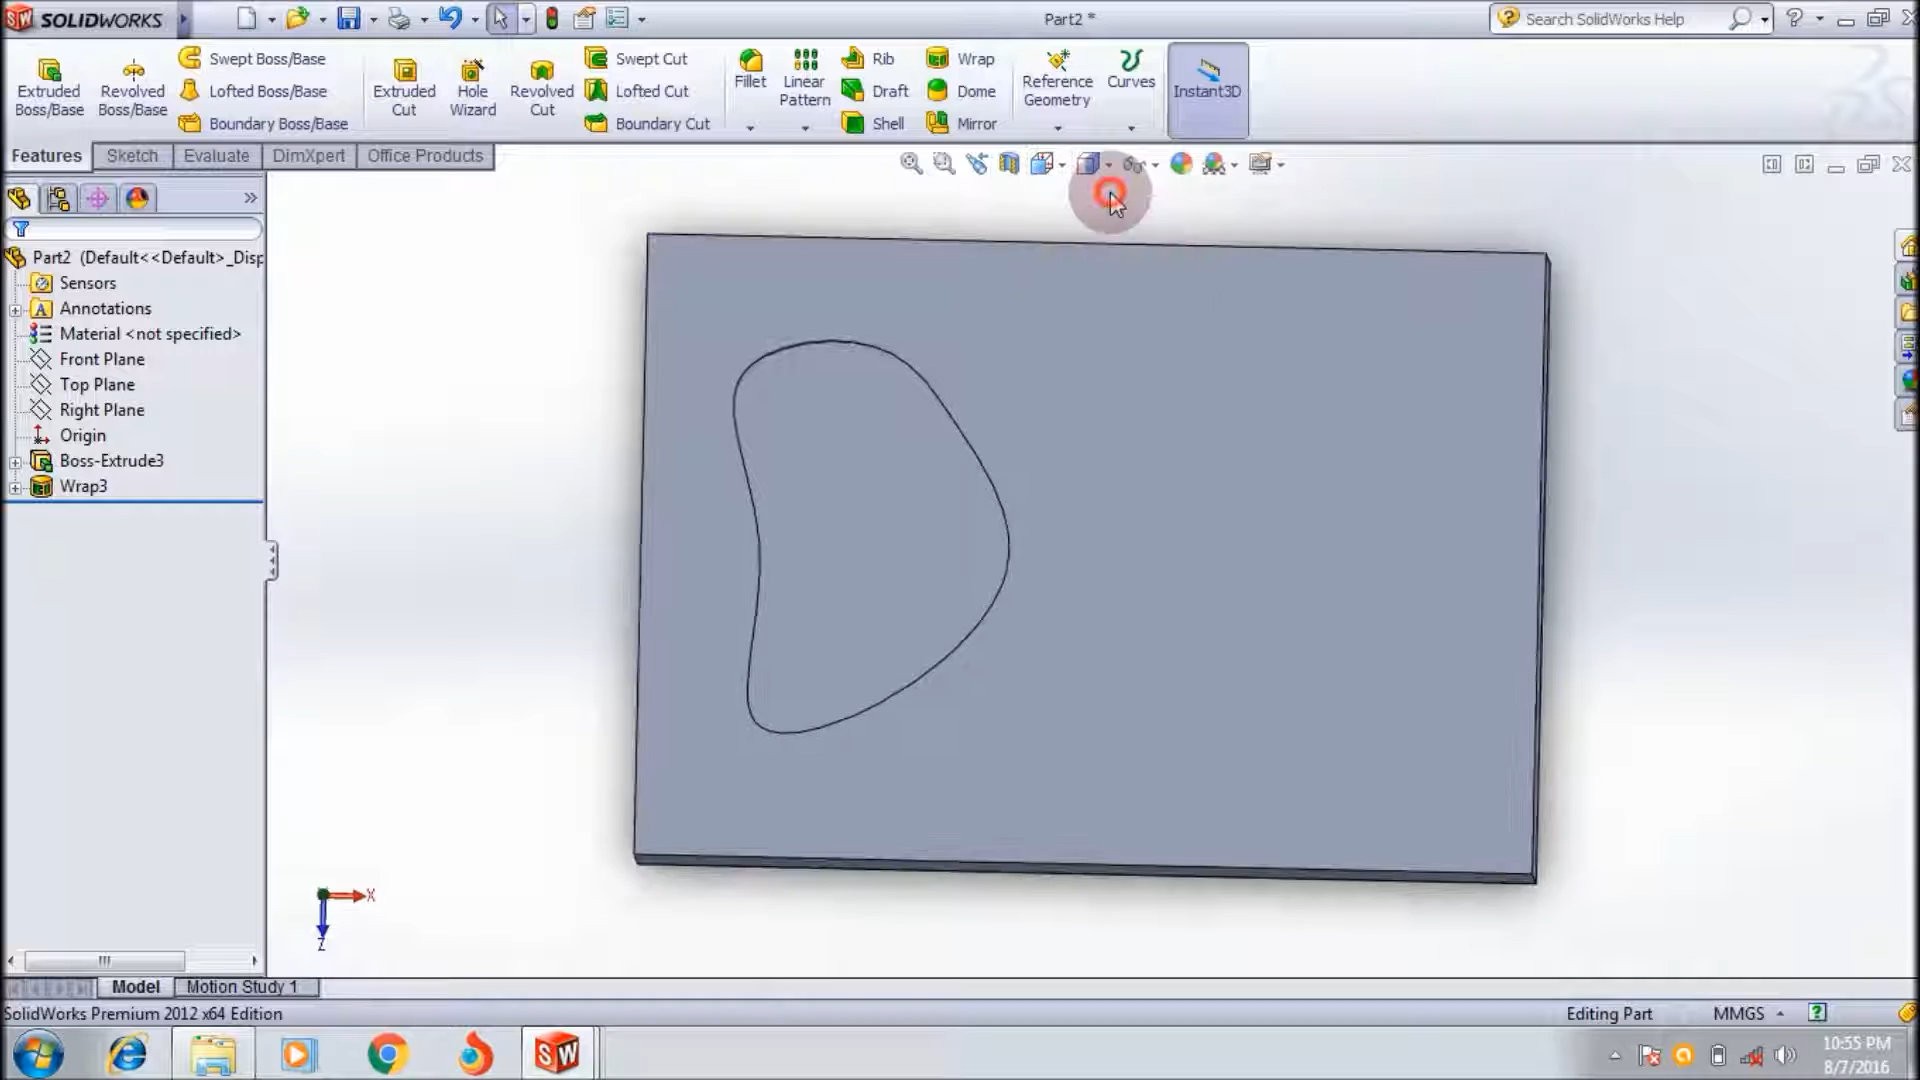 SOLIDWORKS
Part2 *
Search SolidWorks Help
Extruded Boss/Base
Revolved Boss/Base
Swept Boss/Base
Lofted Boss/Base
Boundary Boss/Base
Extruded Cut
Hole Wizard
Revolved Cut
Swept Cut
Lofted Cut
Boundary Cut
Fillet
Linear Pattern
Rib
Draft
Shell
Wrap
Dome
Mirror
Reference Geometry
Curves
Instant3D
Features
Sketch
Evaluate
DimXpert
Office Products
Part2 (Default<<Default>_Disp
Sensors
Annotations
Material <not specified>
Front Plane
Top Plane
Right Plane
Origin
Boss-Extrude3
Wrap3
X
Z
Model
Motion Study 1
SolidWorks Premium 2012 x64 Edition
Editing Part
MMGS
10:55 PM
8/7/2016